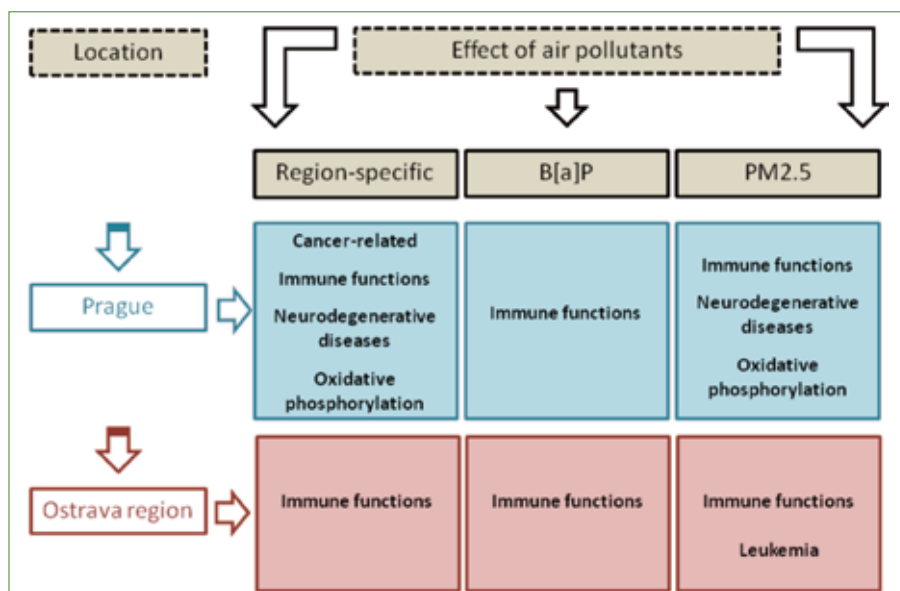 Location
Effect of air pollutants
Region-specific
B[a]P
PM2.5
Prague
Cancer-related
Immune functions
Neurodegenerative
diseases
Oxidative
phosphorylation
Immune functions
Immune functions
Neurodegenerative
diseases
Oxidative
phosphorylation
Ostrava region
Immune functions
Immune functions
Immune functions
Leukemia